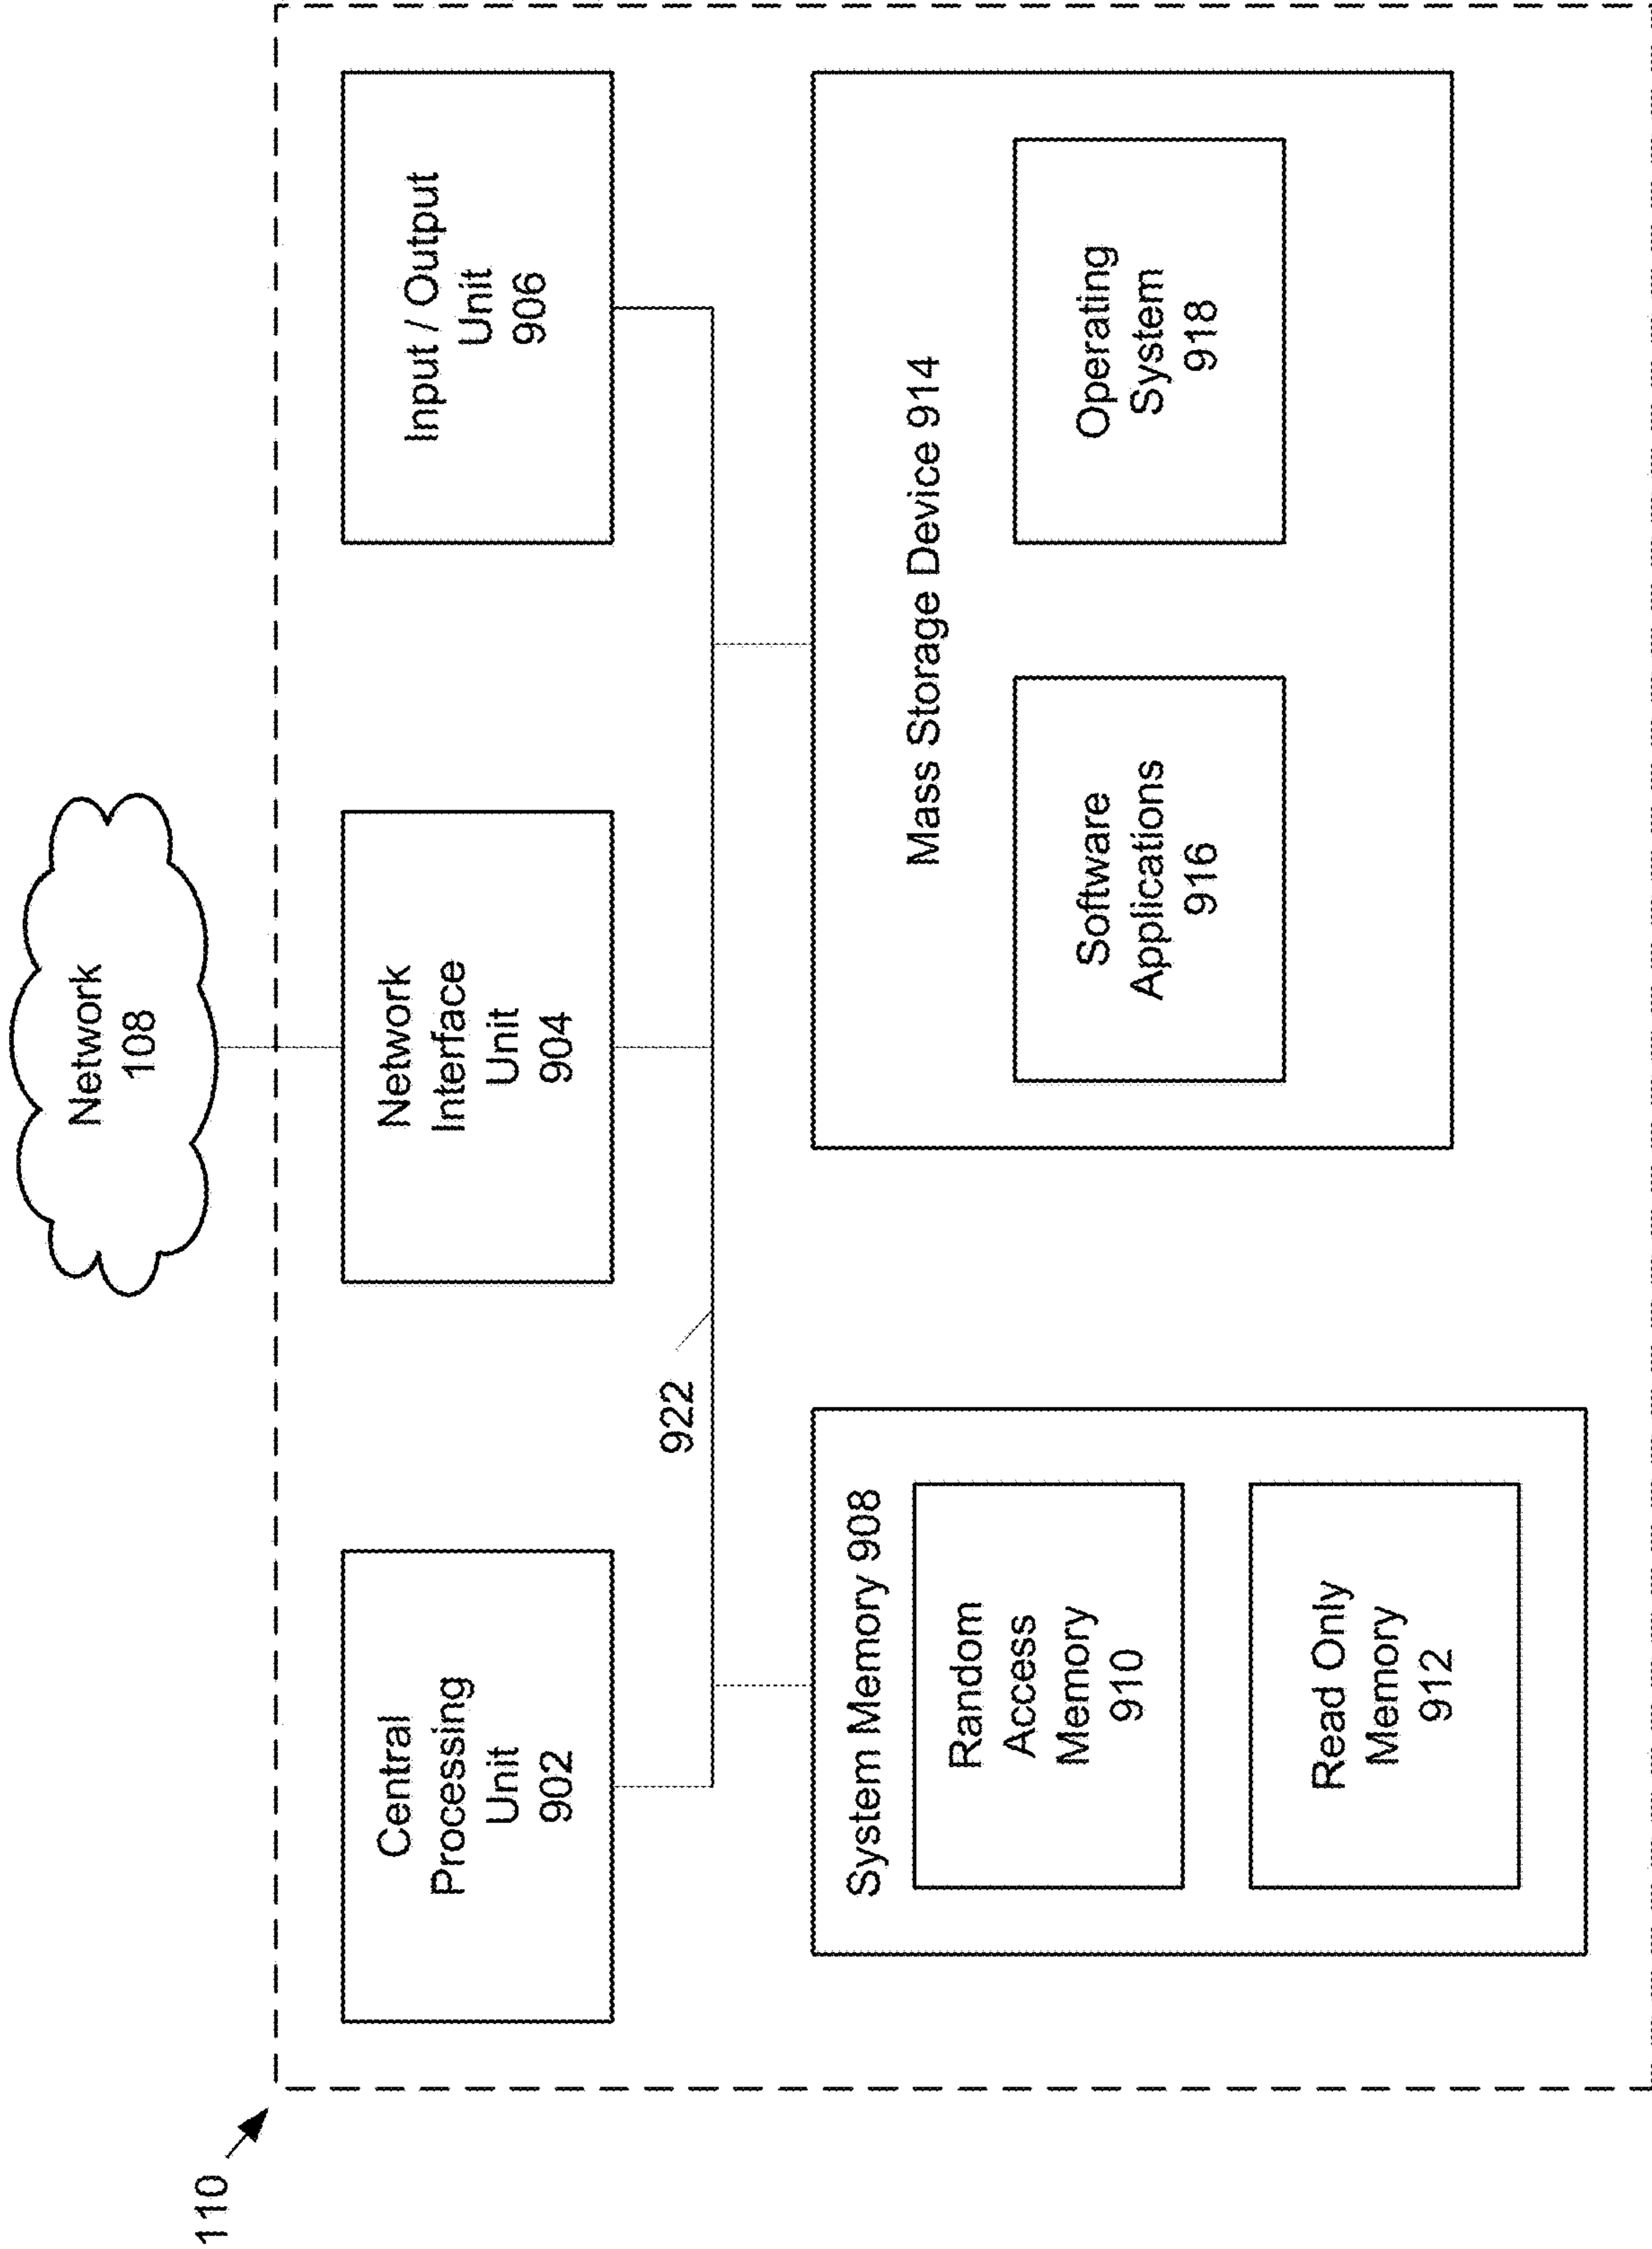 110
Network
108
Central
Processing
Unit
902
Network
Interface
Unit
904
Input / Output
Unit
906
922
System Memory 908
Random
Access
Memory
910
Read Only
Memory
912
Mass Storage Device 914
Software
Applications
916
Operating
System
918